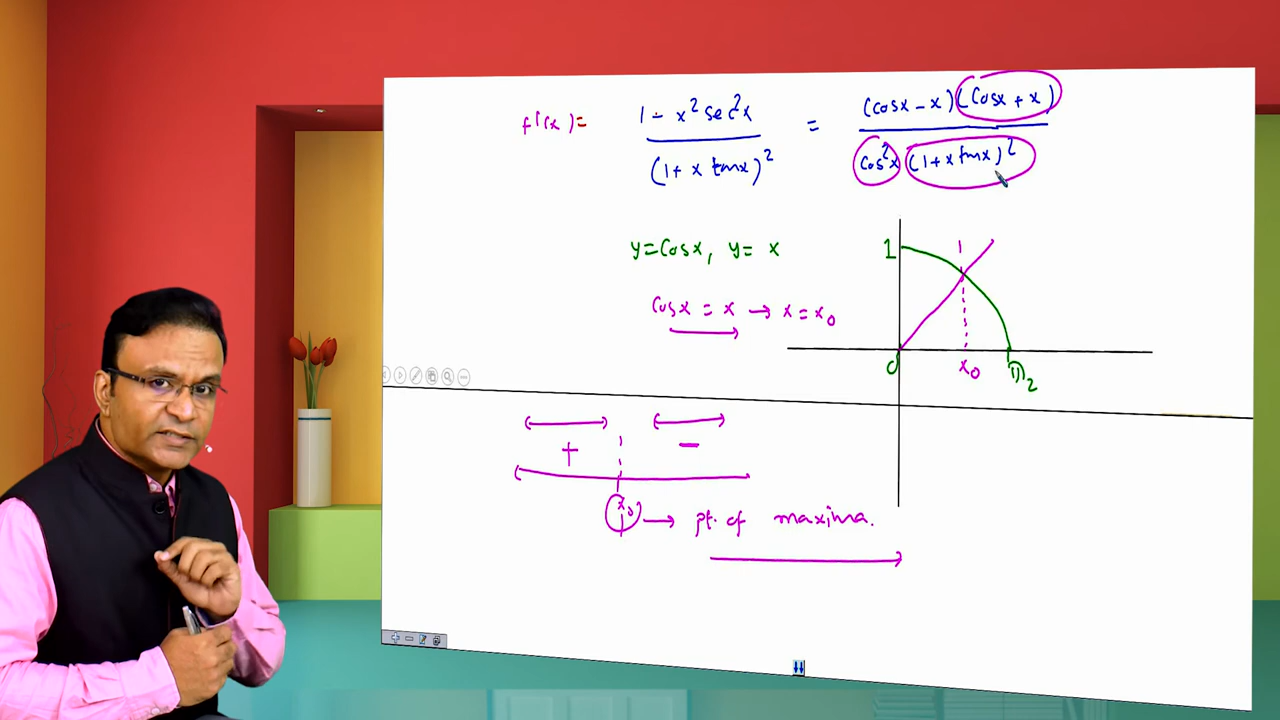 f'(x) = 1 - x² sec²x / (1 + x tanx)² = (cosx - x)(cosx + x) / cos²x (1 + x tanx)²
y = cosx, y = x
cosx = x → x = x₀
1
0 x₀ π/2
+ -
x₀ → pt. of maxima.